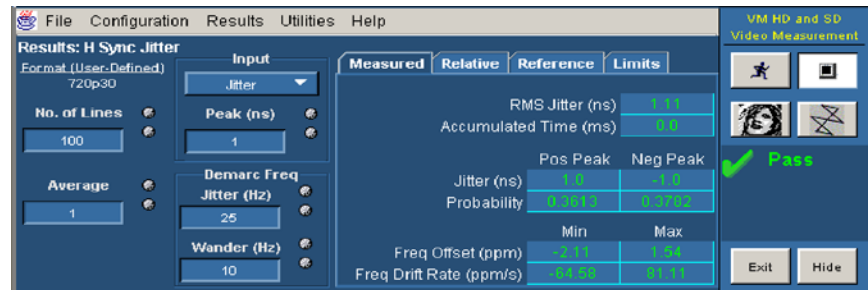 File Configuration Results Utilities Help
VM HD and SD
Video Measurement
Results: H Sync Jitter
Format (User-Defined)
720p30
No. of Lines
100
Average
1
Input
Jitter
Peak (ns)
1
Demarc Freq
Jitter (Hz)
25
Wander (Hz)
10
Measured Relative Reference Limits
RMS Jitter (ns) 1.11
Accumulated Time (ms) 0.0
Pos Peak Neg Peak
Jitter (ns) 1.0 -1.0
Probability 0.3613 0.3782
Min Max
Freq Offset (ppm) -2.11 1.54
Freq Drift Rate (ppm/s) -64.58 81.11
Pass
Exit Hide